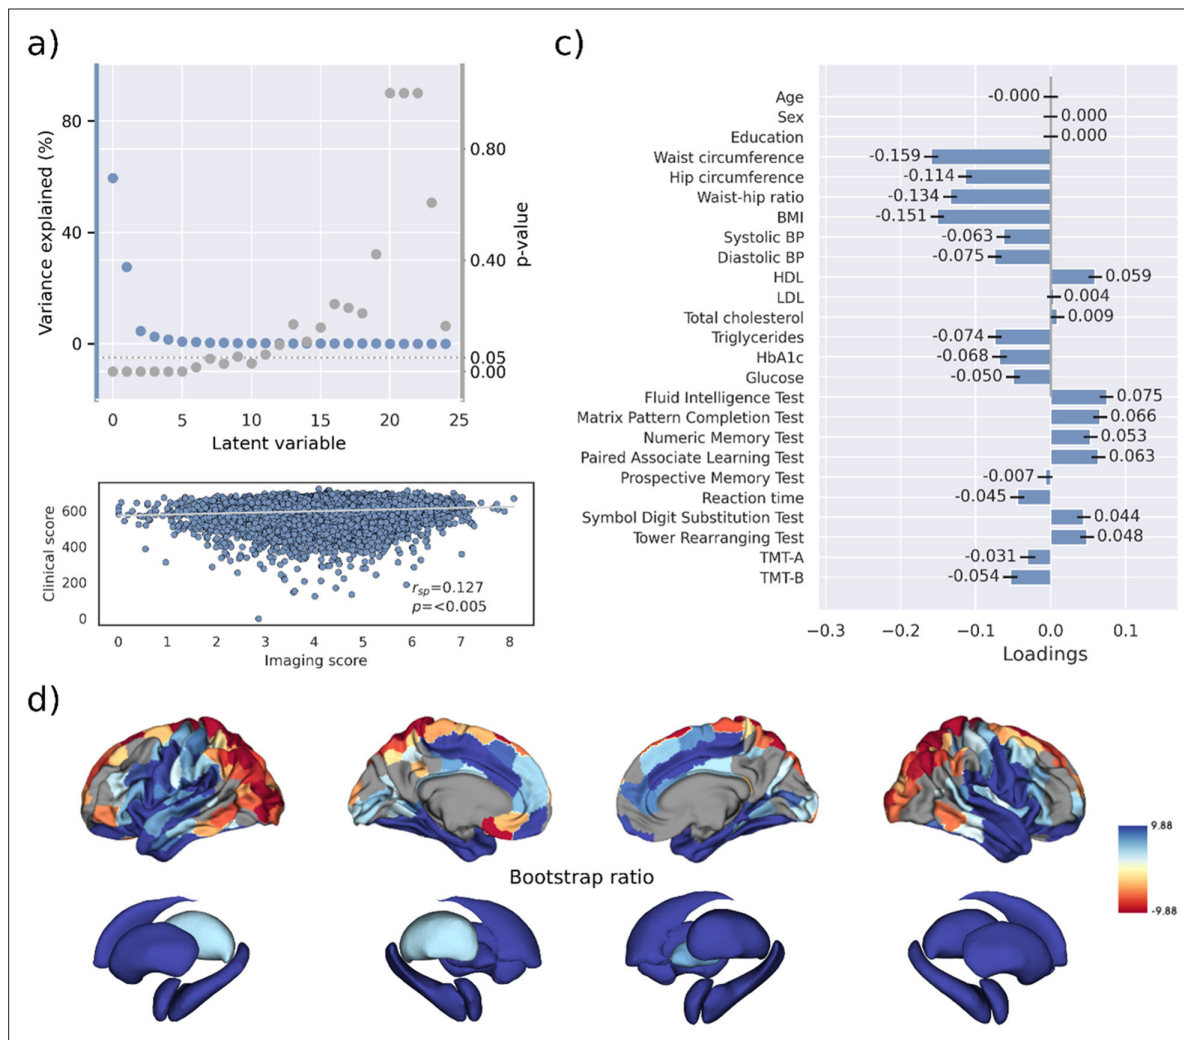 a)
80
40
0
Variance explained (%)
0.80
0.40
0.05
0.00
p-value
0 5 10 15 20 25
Latent variable
600
400
200
0
Clinical score
r_sp=0.127
p=<0.005
0 1 2 3 4 5 6 7 8
Imaging score
c)
Age -0.000
Sex 0.000
Education 0.000
Waist circumference -0.159
Hip circumference -0.114
Waist-hip ratio -0.134
BMI -0.151
Systolic BP -0.063
Diastolic BP -0.075
HDL 0.059
LDL 0.004
Total cholesterol 0.009
Triglycerides -0.074
HbA1c -0.068
Glucose -0.050
Fluid Intelligence Test 0.075
Matrix Pattern Completion Test 0.066
Numeric Memory Test 0.053
Paired Associate Learning Test 0.063
Prospective Memory Test -0.007
Reaction time -0.045
Symbol Digit Substitution Test 0.044
Tower Rearranging Test 0.048
TMT-A -0.031
TMT-B -0.054
−0.3 −0.2 −0.1 0.0 0.1
Loadings
d)
Bootstrap ratio
9.88
-9.88